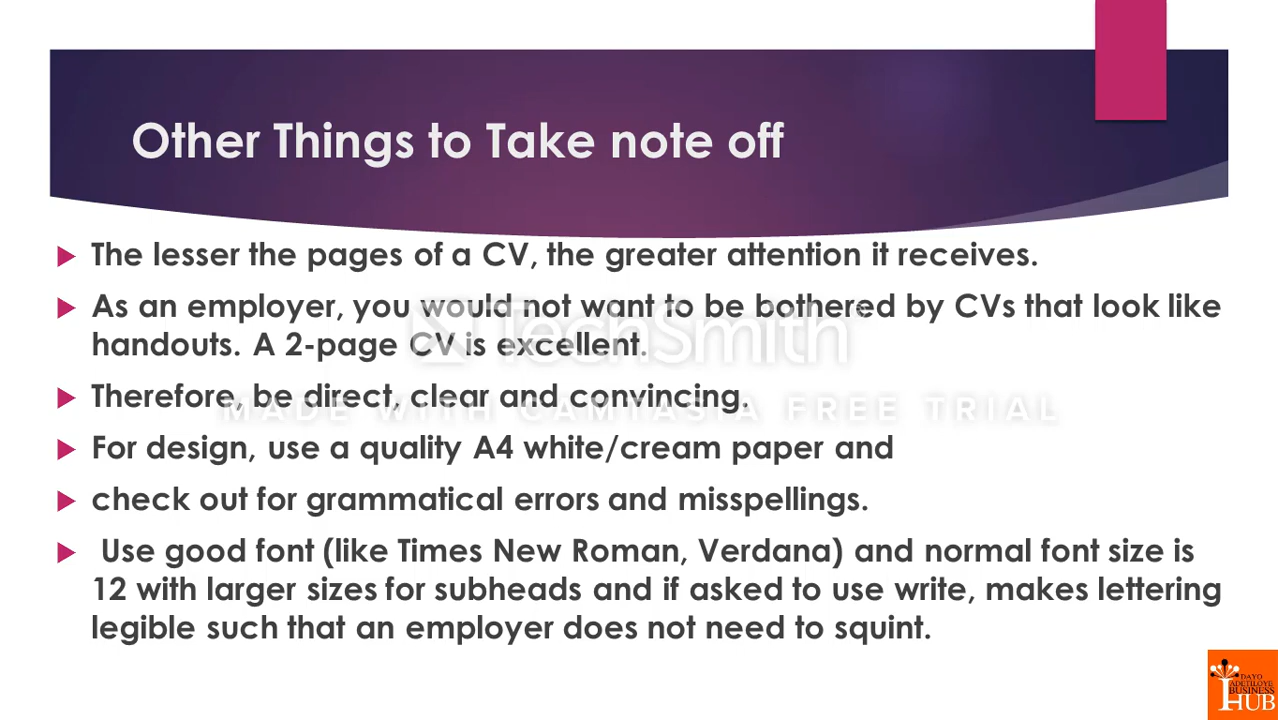 Other Things to Take note off
The lesser the pages of a CV, the greater attention it receives.
As an employer, you would not want to be bothered by CVs that look like
handouts. A 2-page CV is excellent.
TechSmith
Therefore, be direct, clear and convincing.
MADE WITH CAMTASIA FREE TRIAL
For design, use a quality A4 white/cream paper and
check out for grammatical errors and misspellings.
Use good font (like Times New Roman, Verdana) and normal font size is
12 with larger sizes for subheads and if asked to use write, makes lettering
legible such that an employer does not need to squint.
DAYO
ADETILOYE
BUSINESS
HUB